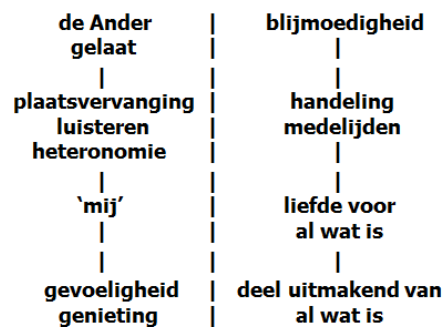 de Ander | blijmoedigheid
gelaat | |
| | |
plaatsvervanging | handeling
luisteren | medelijden
heteronomie | |
| | |
‘mij’ | liefde voor
| | al wat is
| | |
gevoeligheid | deel uitmakend van
genieting | al wat is